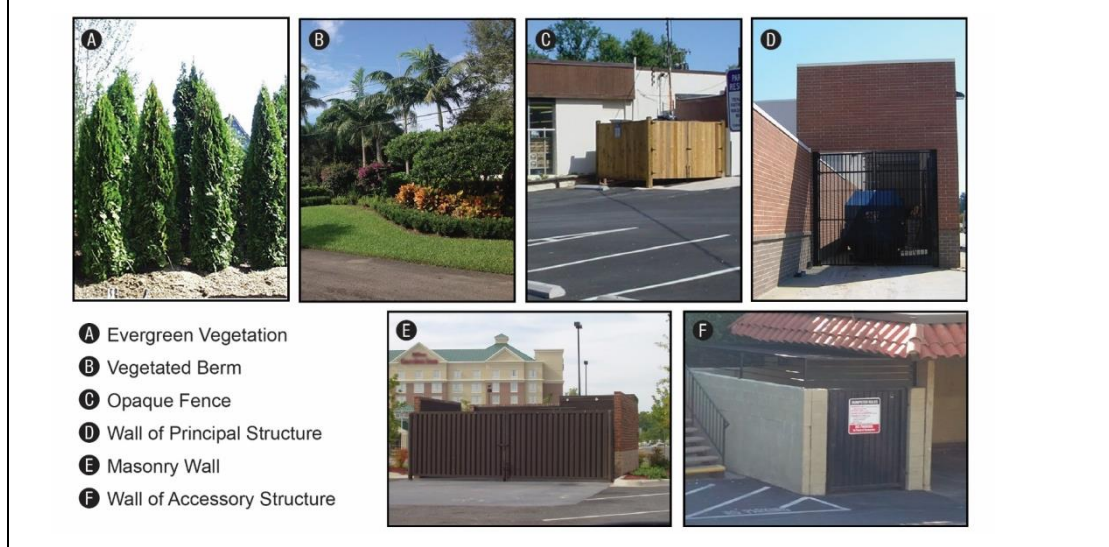 A
B
C
D
A Evergreen Vegetation
B Vegetated Berm
C Opaque Fence
D Wall of Principal Structure
E Masonry Wall
F Wall of Accessory Structure
E
F